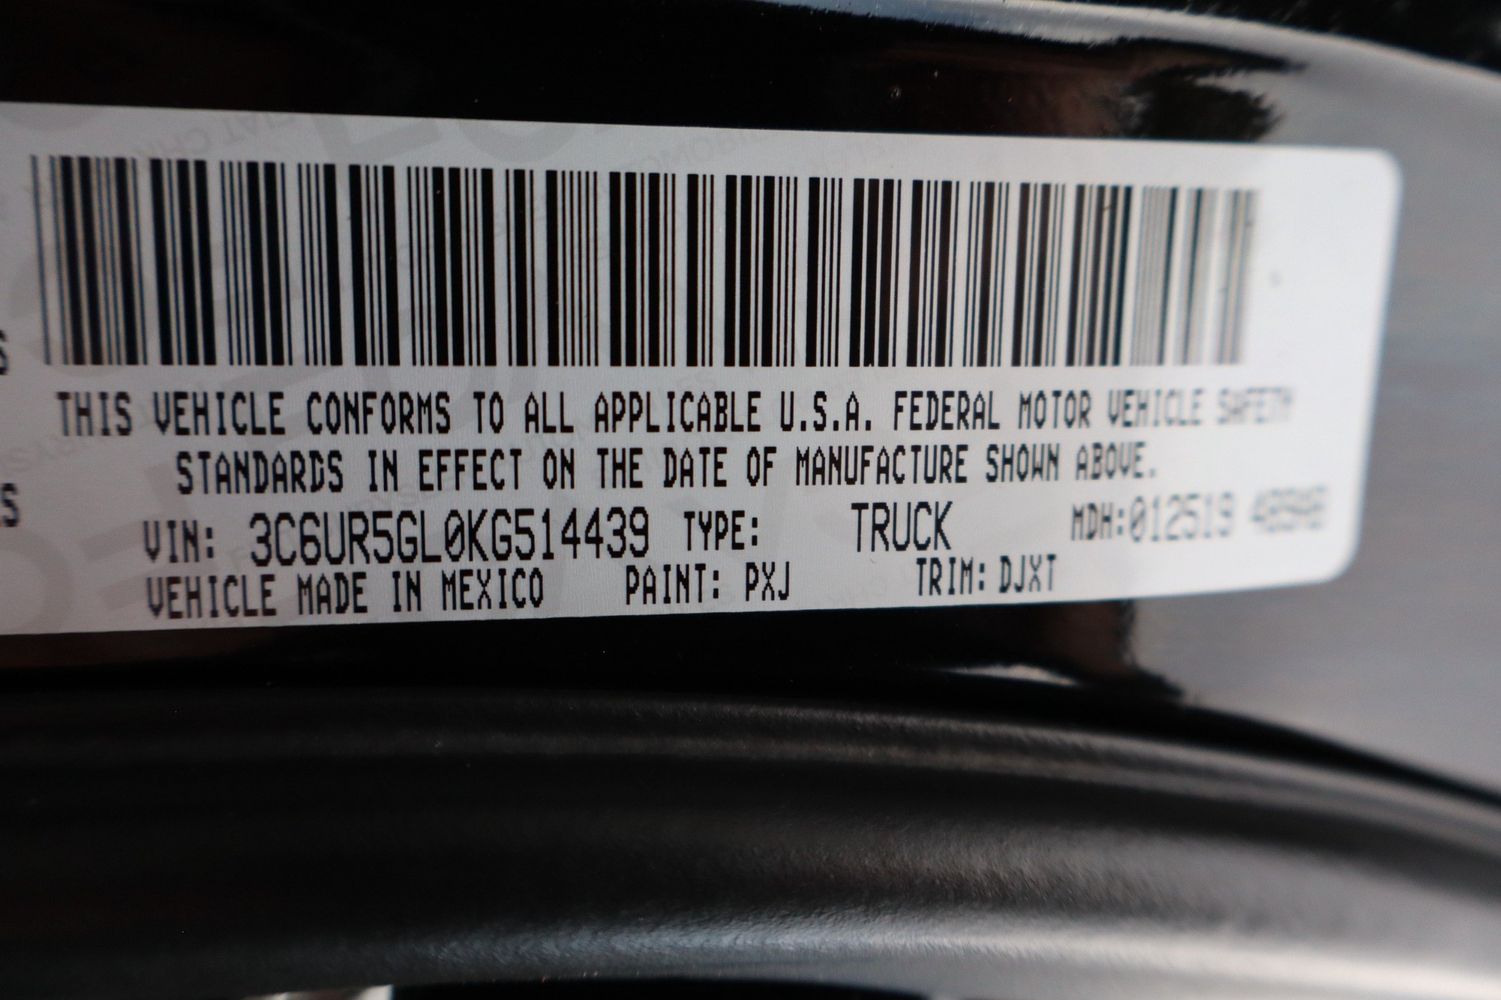 THIS VEHICLE CONFORMS TO ALL APPLICABLE U.S.A. FEDERAL MOTOR VEHICLE SAFETY
STANDARDS IN EFFECT ON THE DATE OF MANUFACTURE SHOWN ABOVE.
VIN: 3C6UR5GL0KG514439 TYPE: TRUCK MDH:012519
VEHICLE MADE IN MEXICO PAINT: PXJ TRIM: DJXT